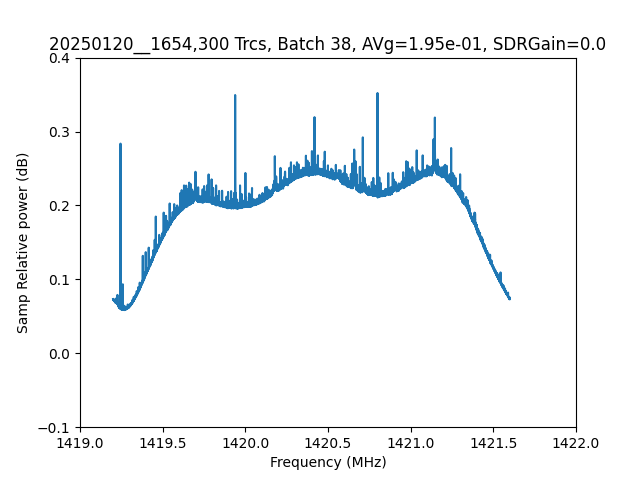 20250120__1654,300 Trcs, Batch 38, AVg=1.95e-01, SDRGain=0.0
0.4
0.3
0.2
0.1
0.0
−0.1
Samp Relative power (dB)
1419.0 1419.5 1420.0 1420.5 1421.0 1421.5 1422.0
Frequency (MHz)